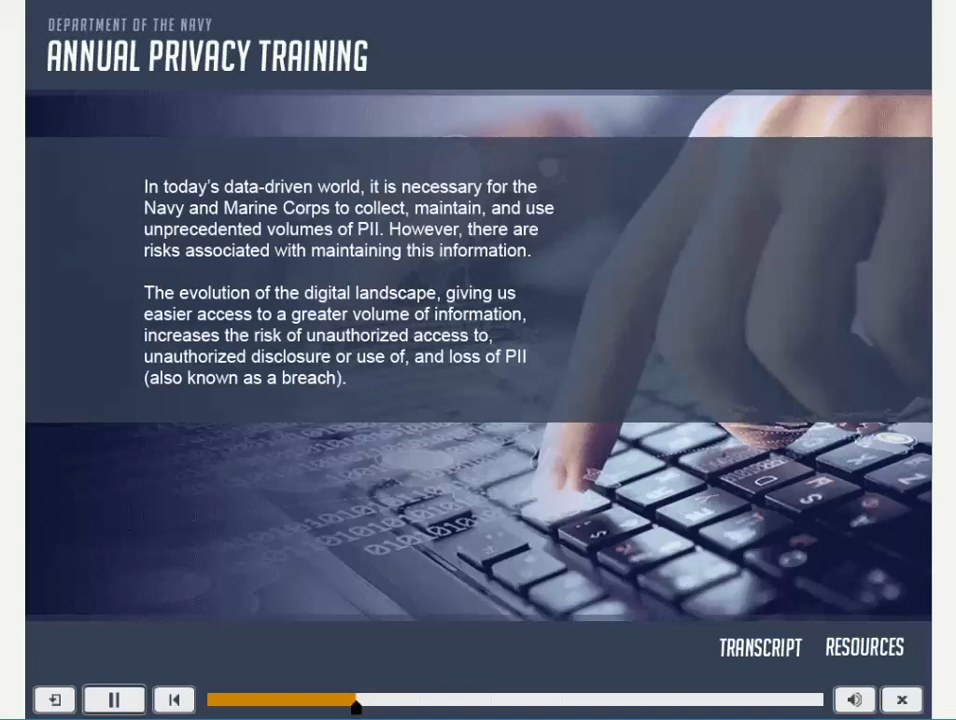 DEPARTMENT OF THE NAVY
ANNUAL PRIVACY TRAINING
In today's data-driven world, it is necessary for the
Navy and Marine Corps to collect, maintain, and use
unprecedented volumes of PII. However, there are
risks associated with maintaining this information.
The evolution of the digital landscape, giving us
easier access to a greater volume of information,
increases the risk of unauthorized access to,
unauthorized disclosure or use of, and loss of PII
(also known as a breach).
TRANSCRIPT RESOURCES